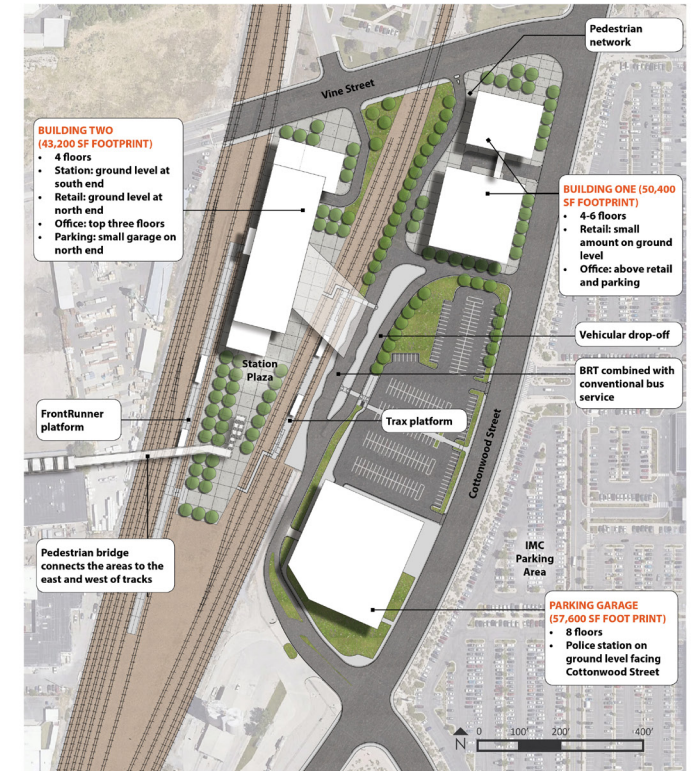 Pedestrian
network
Vine Street
BUILDING TWO
(43,200 SF FOOTPRINT)
• 4 floors
• Station: ground level at
south end
• Retail: ground level at
north end
• Office: top three floors
• Parking: small garage on
north end
BUILDING ONE (50,400
SF FOOTPRINT)
• 4-6 floors
• Retail: small
amount on ground
level
• Office: above retail
and parking
Vehicular drop-off
Station
Plaza
BRT combined with
conventional bus
service
FrontRunner
platform
Trax platform
Cottonwood Street
Pedestrian bridge
connects the areas to the
east and west of tracks
IMC
Parking
Area
PARKING GARAGE
(57,600 SF FOOT PRINT)
• 8 floors
• Police station on
ground level facing
Cottonwood Street
N
0 100' 200' 400'